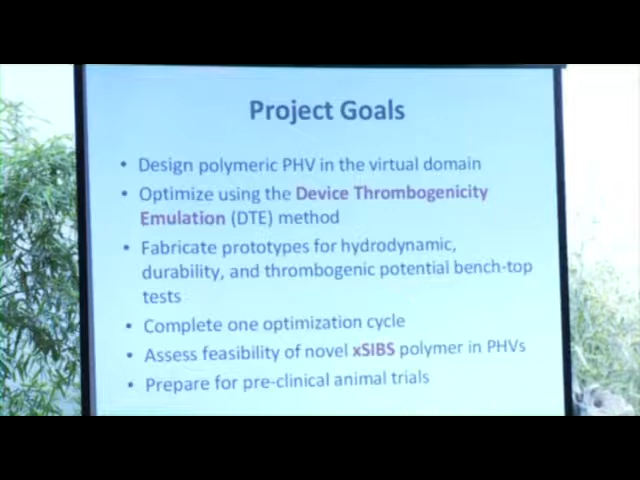 Project Goals
• Design polymeric PHV in the virtual domain
• Optimize using the Device Thrombogenicity
Emulation (DTE) method
• Fabricate prototypes for hydrodynamic,
durability, and thrombogenic potential bench-top
tests
• Complete one optimization cycle
• Assess feasibility of novel xSIBS polymer in PHVs
• Prepare for pre-clinical animal trials